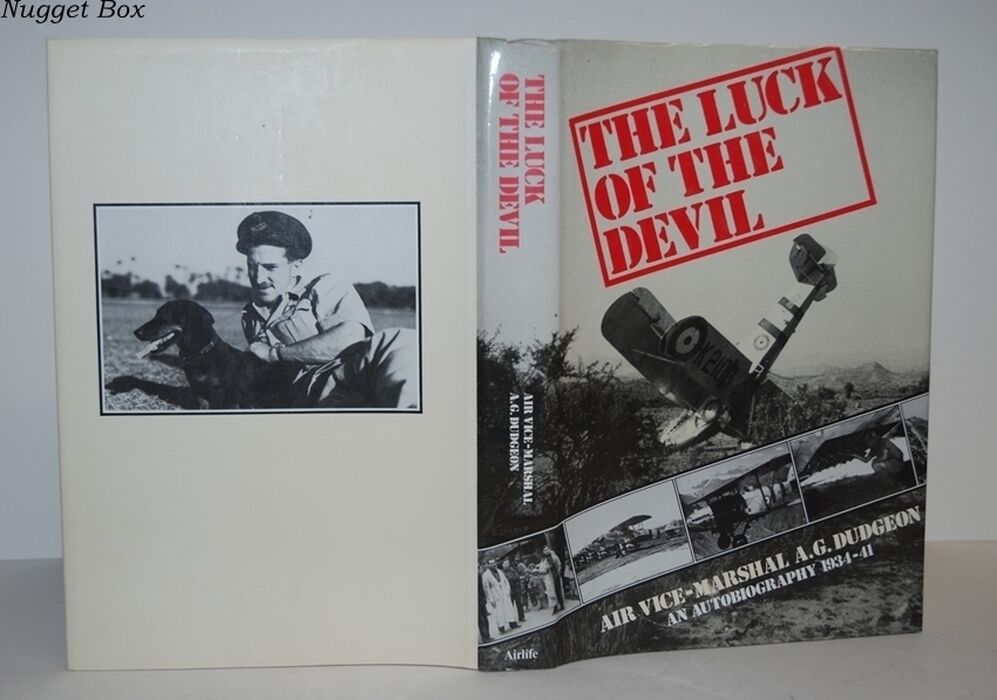 Nugget Box
THE LUCK
OF THE DEVIL
AIR VICE-MARSHAL
A.G. DUDGEON
Airlife
THE LUCK
OF THE
DEVIL
AIR VICE-MARSHAL A.G. DUDGEON
AN AUTOBIOGRAPHY 1934-41